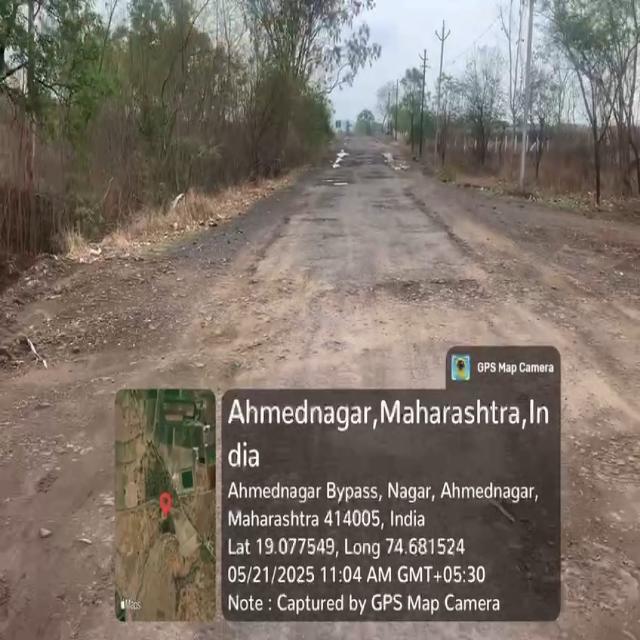 GPS Map Camera
Ahmednagar,Maharashtra,In
dia
Ahmednagar Bypass, Nagar, Ahmednagar,
Maharashtra 414005, India
Lat 19.077549, Long 74.681524
05/21/2025 11:04 AM GMT+05:30
Note : Captured by GPS Map Camera
Maps